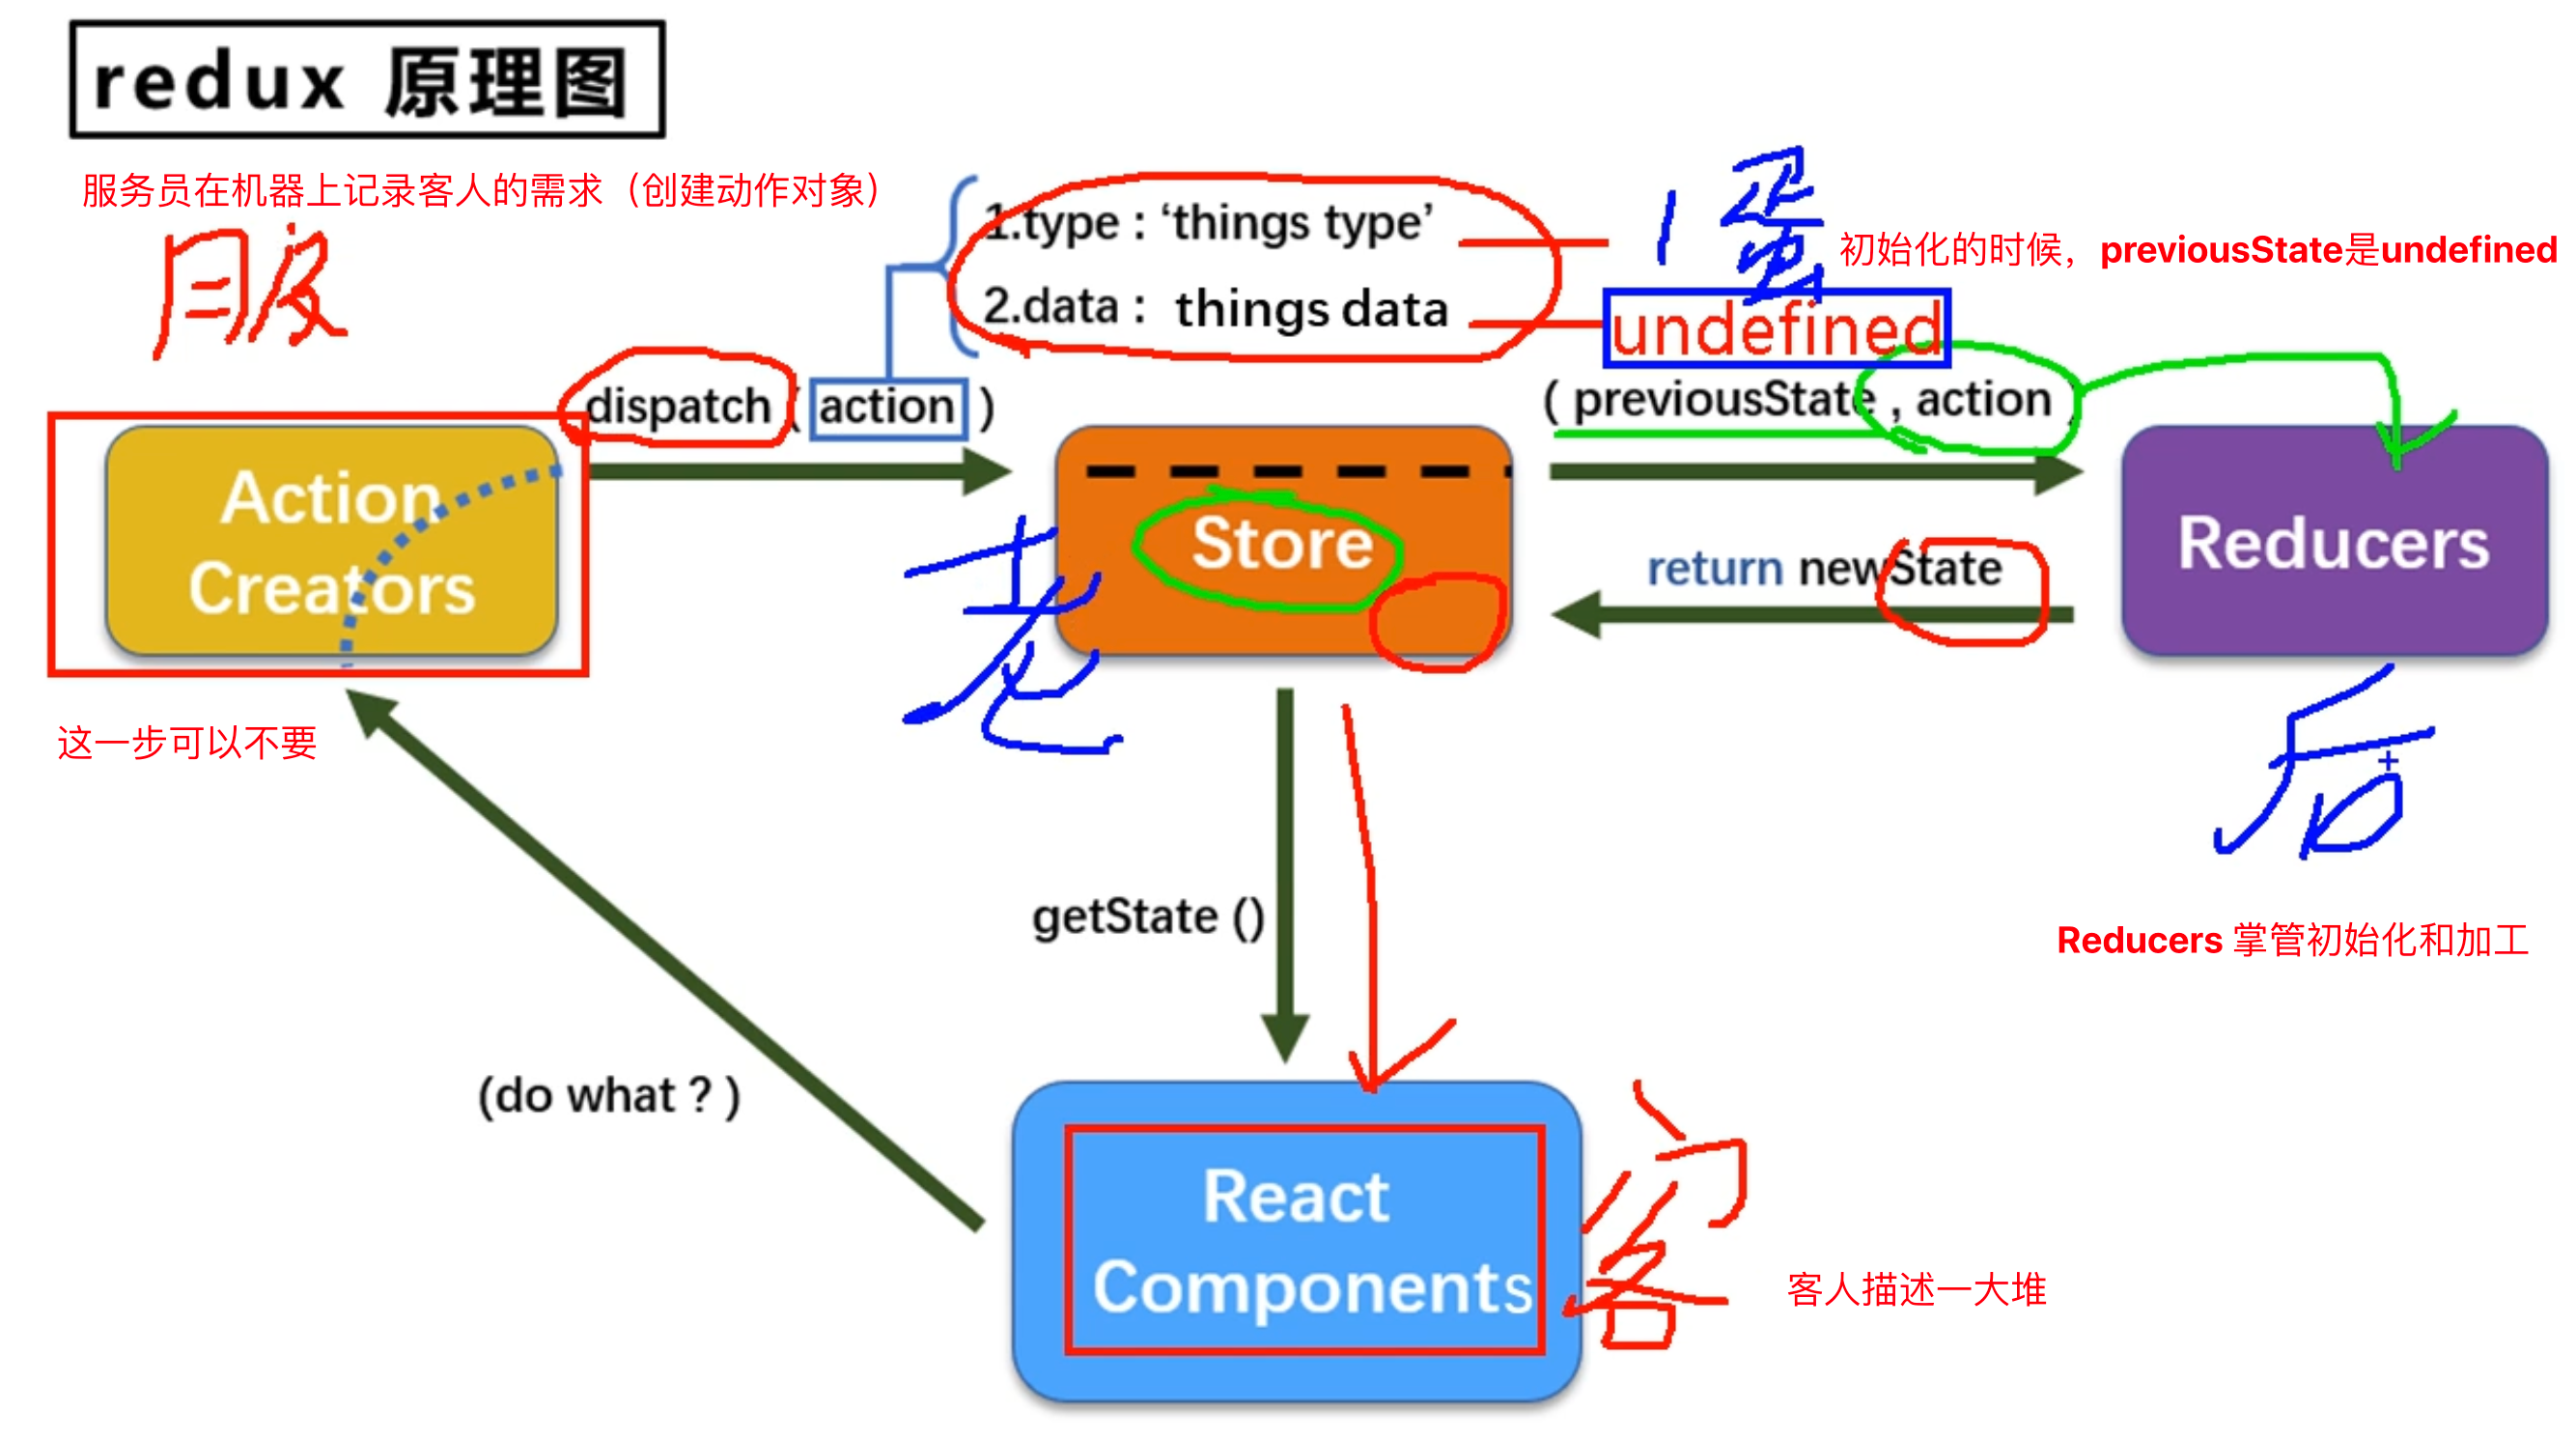 redux 原理图
服务员在机器上记录客人的需求（创建动作对象）
服
1.type : ‘things type’
2.data : things data
初始化的时候，previousState是undefined
undefined
dispatch ( action )
( previousState , action )
Action
Creators
Store
return newState
Reducers
老
后
这一步可以不要
getState ()
Reducers 掌管初始化和加工
(do what ? )
React
Components
客
客人描述一大堆